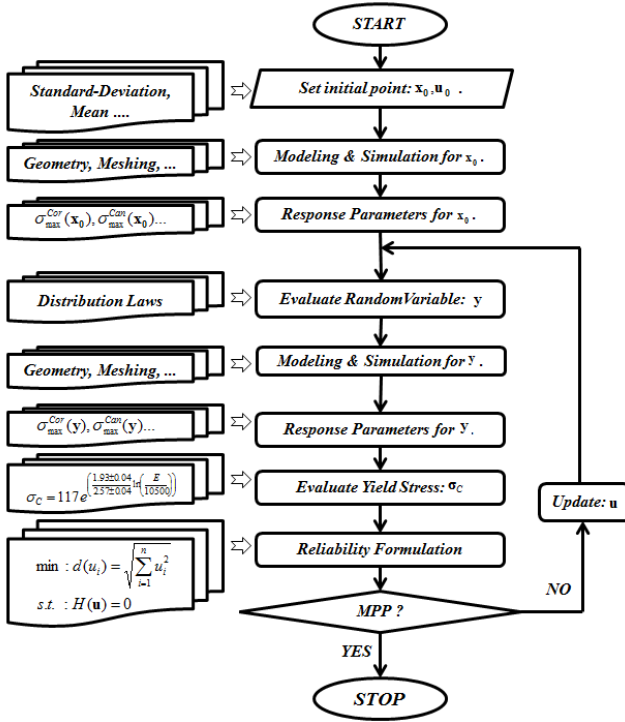 START
Standard-Deviation,
Mean ....
Set initial point: x₀,u₀ .
Geometry, Meshing, ...
Modeling & Simulation for x₀ .
σ_max^Cor(x₀), σ_max^Can(x₀)...
Response Parameters for x₀ .
Distribution Laws
Evaluate RandomVariable: y
Geometry, Meshing, ...
Modeling & Simulation for y .
σ_max^Cor(y), σ_max^Can(y)...
Response Parameters for y .
σ_C = 117 e^((1.93±0.04/2.57±0.04) ln(E/10500))
Evaluate Yield Stress: σ_C
Update: u
min : d(u_i) = √(∑_{i=1}^{n} u_i²)
s.t. : H(u) = 0
Reliability Formulation
MPP ?
NO
YES
STOP